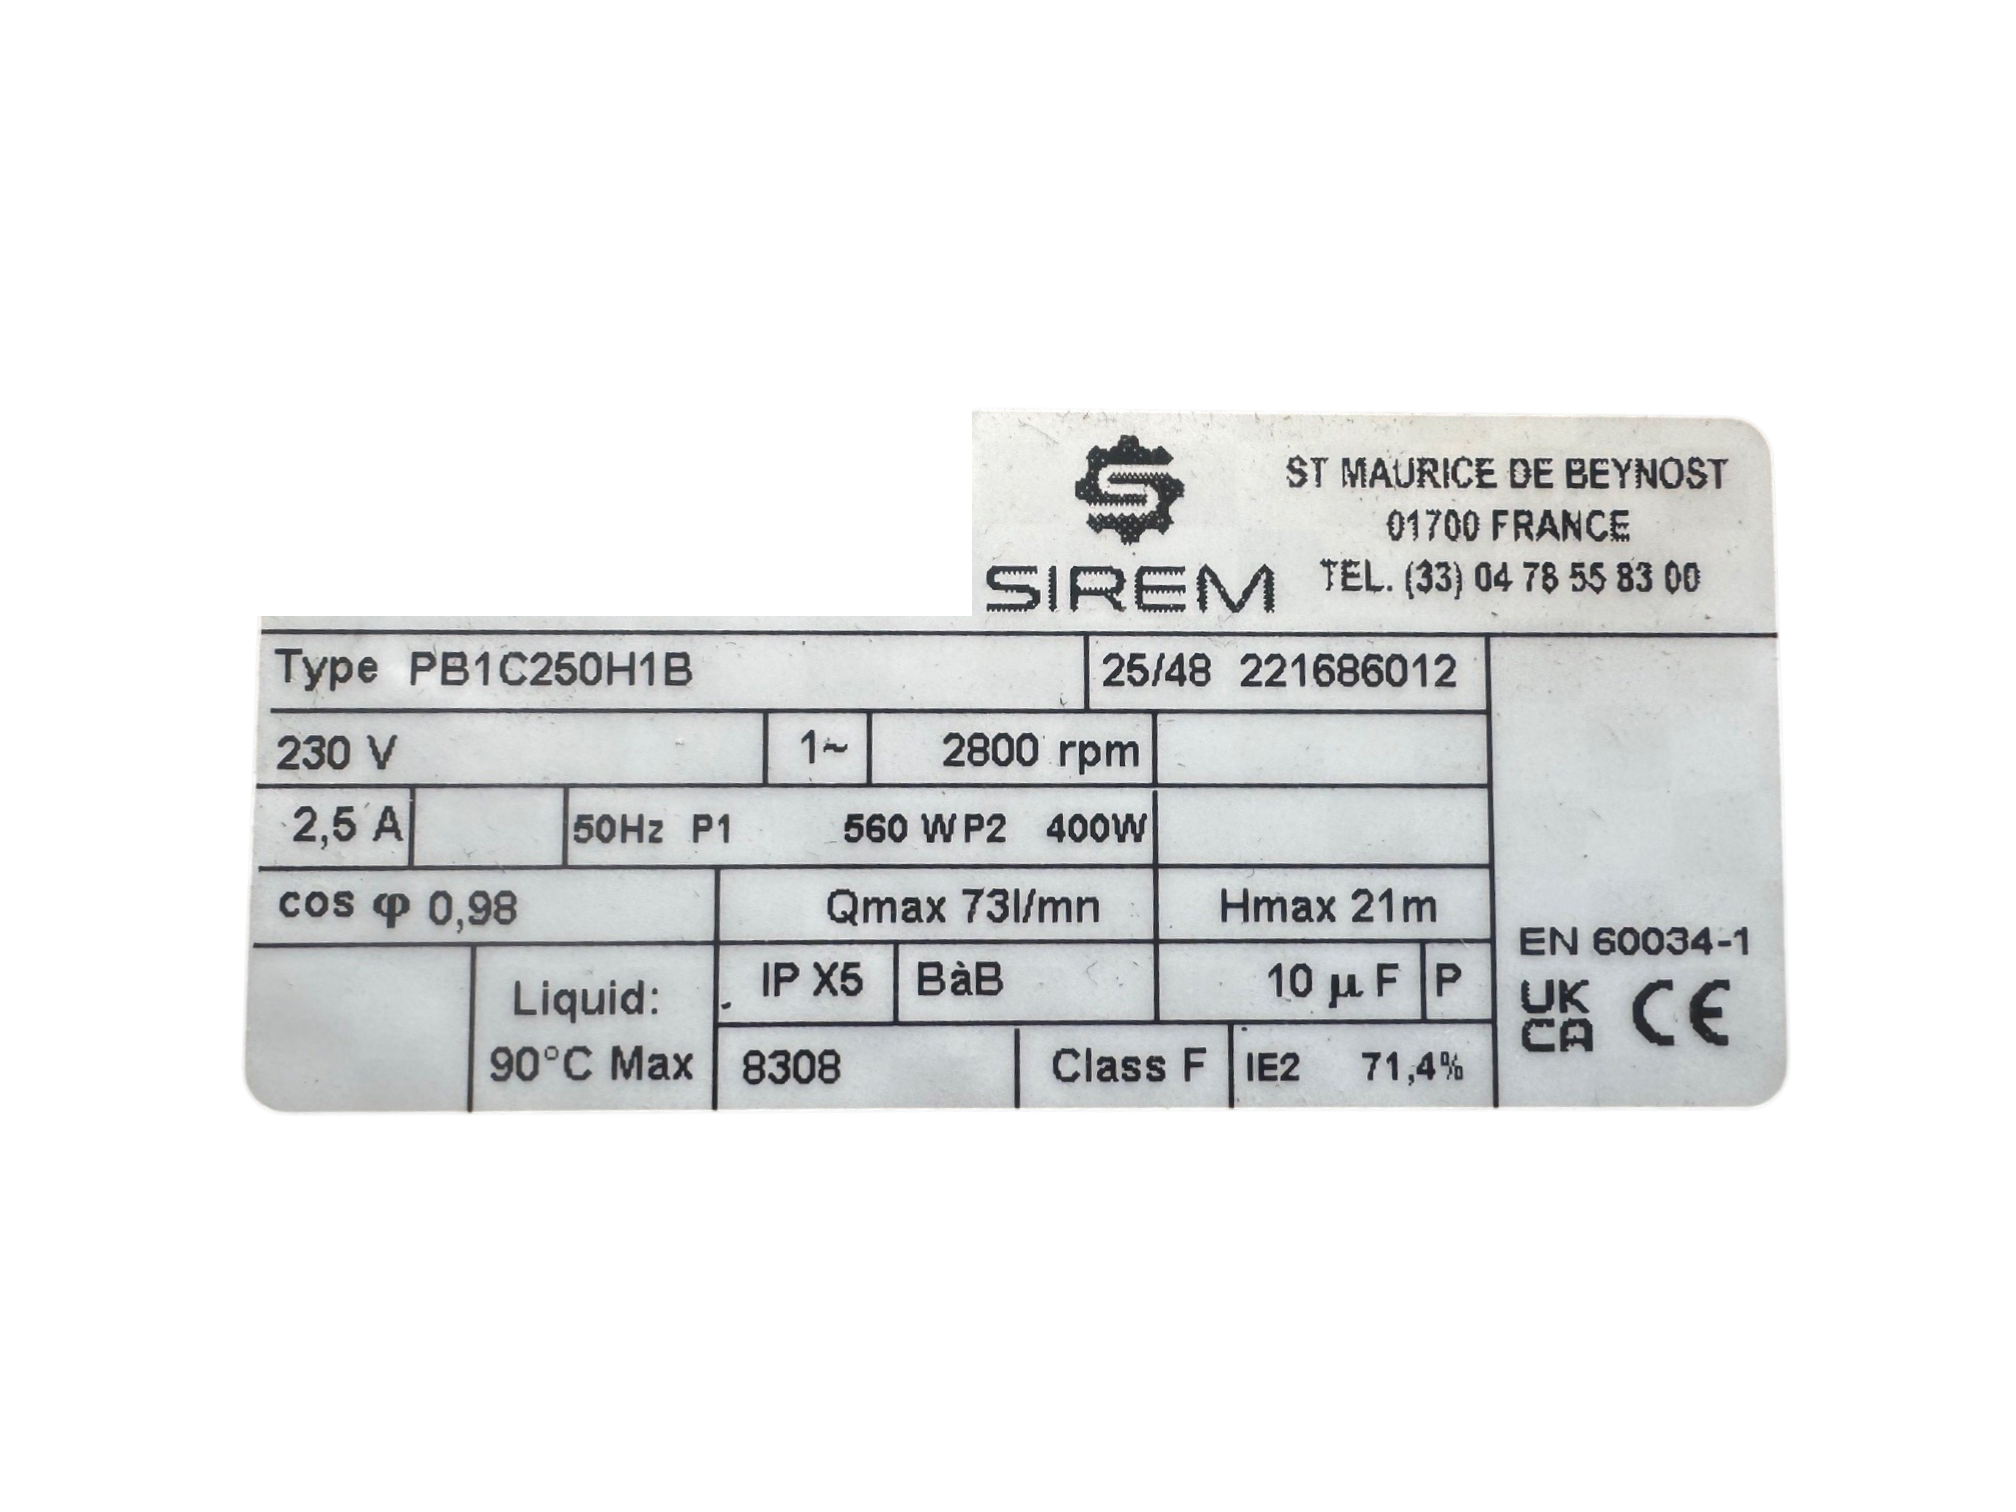 SIREM
ST MAURICE DE BEYNOST
01700 FRANCE
TEL. (33) 04 78 55 83 00
Type PB1C250H1B
25/48 221686012
230 V
1~
2800 rpm
2,5 A
50Hz P1 560 W P2 400W
cos φ 0,98
Qmax 73l/mn
Hmax 21m
Liquid:
90°C Max
IP X5
BàB
10 µ F
P
8308
Class F
IE2 71,4%
EN 60034-1
UK
CA
CE